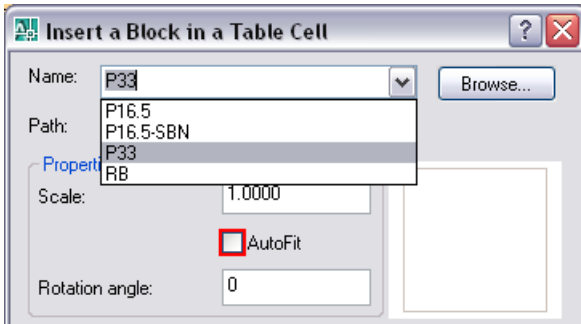 Insert a Block in a Table Cell
Name: P33 Browse...
P16.5
P16.5-SBN
Path:
P33
RB
Scale: 1.0000
AutoFit
Rotation angle: 0